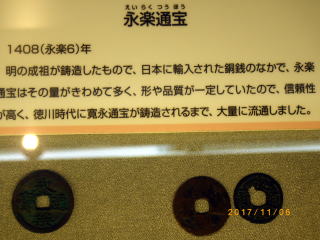 えいらくつうほう
永楽通宝
1408(永楽6)年
明の成祖が鋳造したもので、日本に輸入された銅銭のなかで、永楽
通宝はその量がきわめて多く、形や品質が一定していたので、信頼性
が高く、徳川時代に寛永通宝が鋳造されるまで、大量に流通しました。
2017/11/06